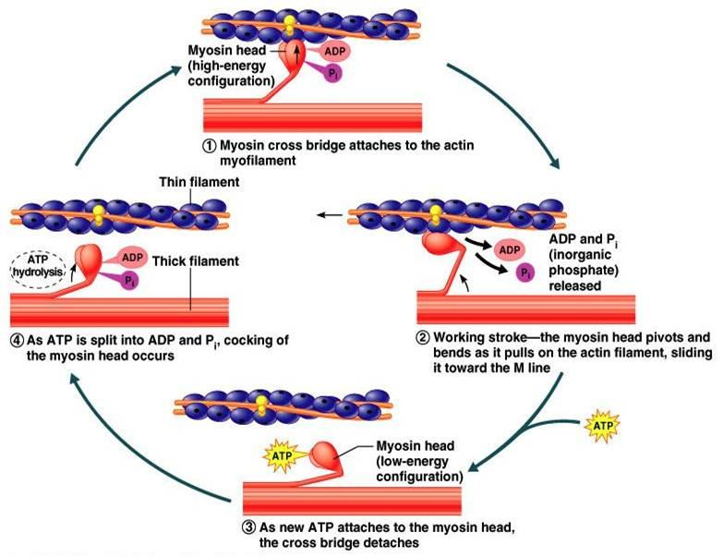 Myosin head
(high-energy
configuration)
ADP
Pi
① Myosin cross bridge attaches to the actin
myofilament
Thin filament
ADP and Pi
(inorganic
phosphate)
released
ADP
Pi
② Working stroke—the myosin head pivots and
bends as it pulls on the actin filament, sliding
it toward the M line
ATP
Myosin head
(low-energy
configuration)
ATP
③ As new ATP attaches to the myosin head,
the cross bridge detaches
ATP
hydrolysis
ADP
Pi
Thick filament
④ As ATP is split into ADP and Pi, cocking of
the myosin head occurs